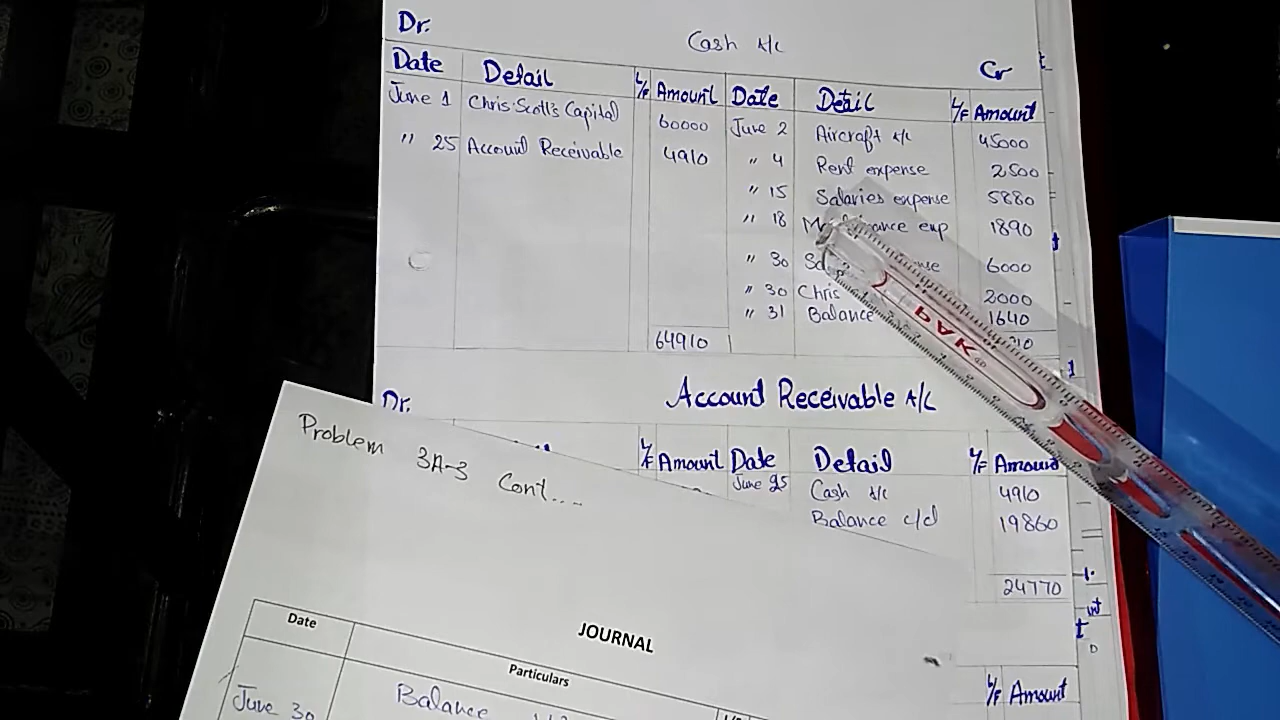 Dr.
Cash A/C
Cr
Date Detail L/F Amount Date Detail L/F Amount
June 1 Chris Scott's Capital 60000 June 2 Aircraft A/c 45000
" 25 Account Receivable 4910 " 4 Rent expense 2500
" 15 Salaries expense 5880
" 18 exp 1890
" 30 6000
" 30 Chris 2000
" 31 Balance 1640
64910
Dr. Account Receivable A/C
L/F Amount Date Detail L/F Amount
June 25 Cash A/c 4910
Balance c/d 19860
24770
L/F Amount
Problem 3A-3 Cont....
JOURNAL
Date Particulars
June 30 Balance
PAK